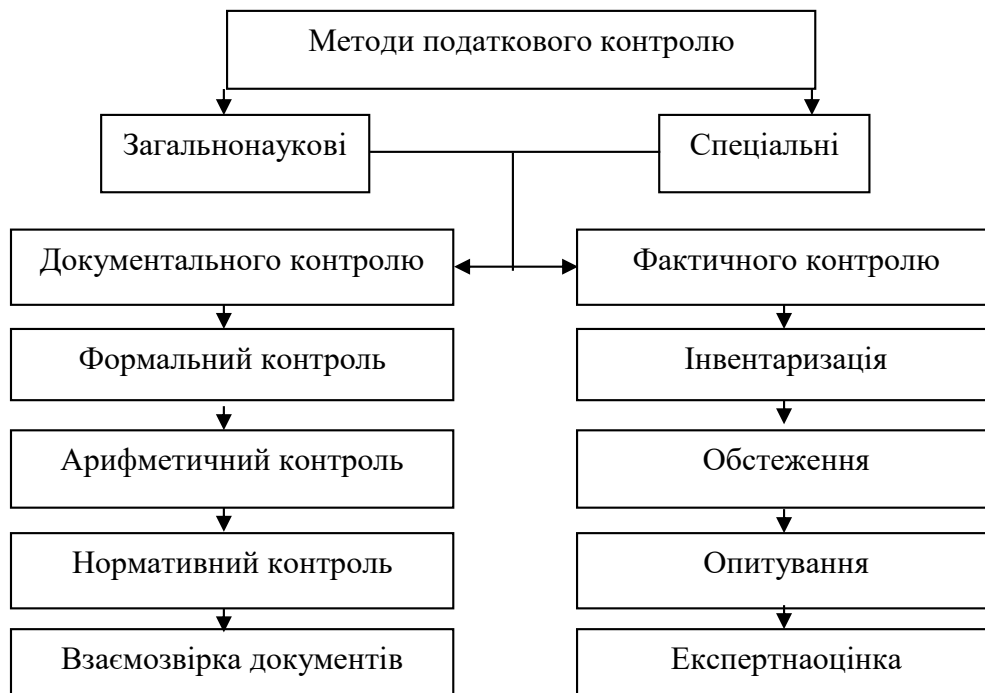 Методи податкового контролю
Загальнонаукові
Спеціальні
Документального контролю
Фактичного контролю
Формальний контроль
Інвентаризація
Арифметичний контроль
Обстеження
Нормативний контроль
Опитування
Взаємозвірка документів
Експертнаоцінка